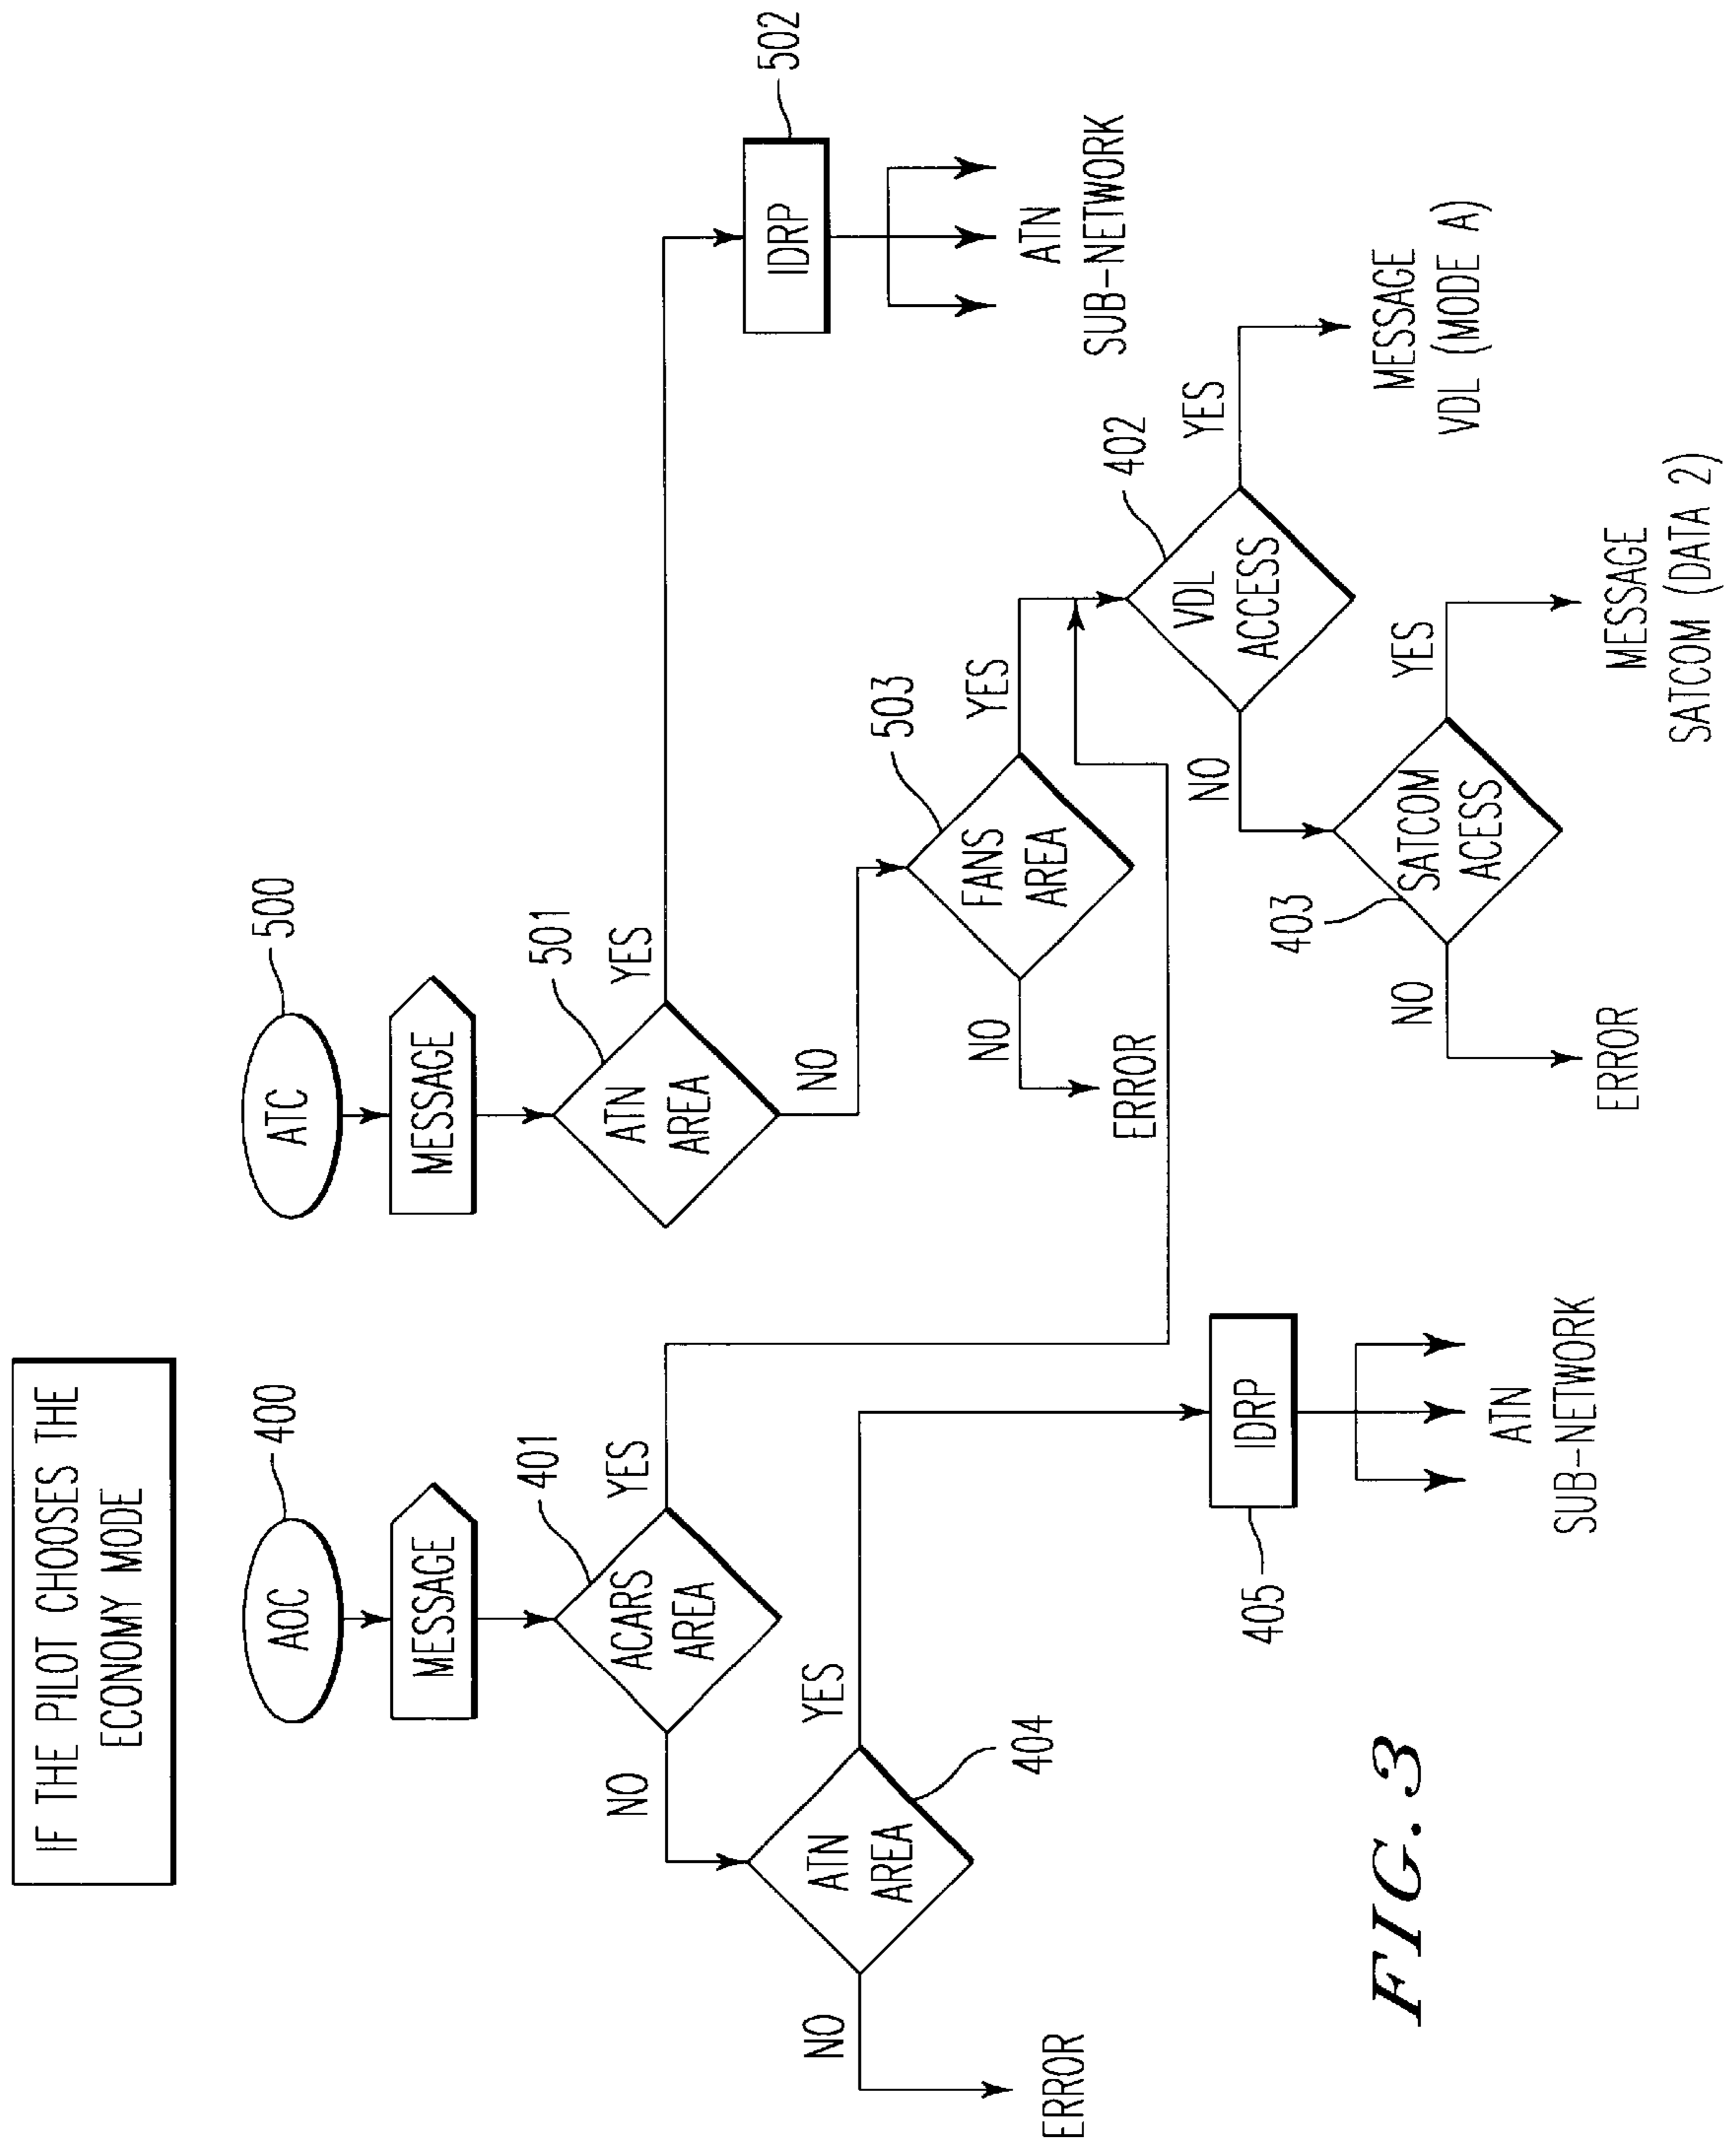 IF THE PILOT CHOOSES THE
ECONOMY MODE
AOC
400
MESSAGE
ACARS
AREA
401
YES
NO
ATN
AREA
404
YES
NO
ERROR
IDRP
405
ATN
SUB-NETWORK
ATC
500
MESSAGE
ATN
AREA
501
YES
NO
IDRP
502
ATN
SUB-NETWORK
FANS
AREA
503
YES
NO
ERROR
VDL
ACCESS
402
YES
NO
MESSAGE
VDL (MODE A)
SATCOM
ACESS
403
YES
NO
MESSAGE
SATCOM (DATA 2)
ERROR
FIG. 3